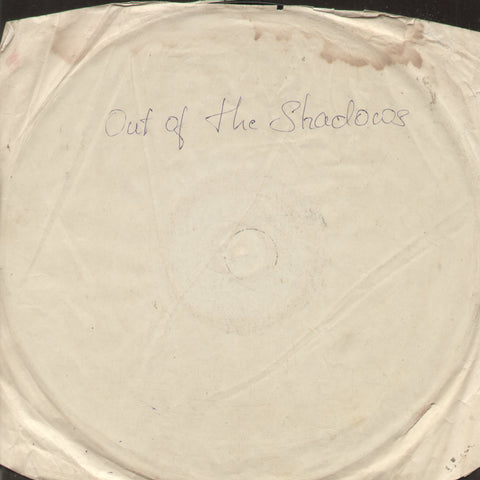 Out of the Shadows